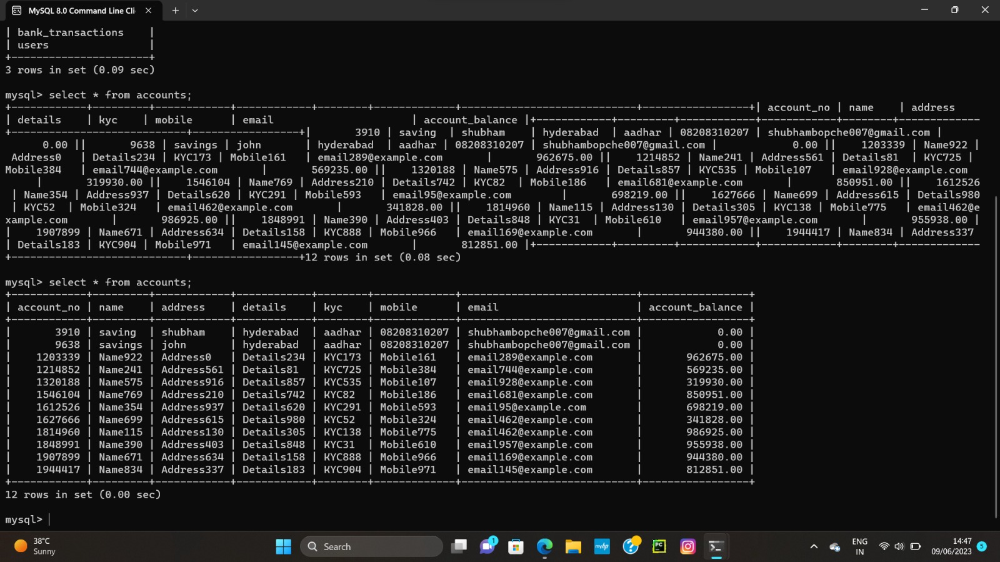 MySQL 8.0 Command Line Cli
| bank_transactions    |
| users                |
+----------------------+
3 rows in set (0.09 sec)
mysql> select * from accounts;
+------------+---------+------------+------------+--------+-------------+----------------------------+-----------------+| account_no | name    | address
| details    | kyc    | mobile      | email                      | account_balance |+------------+---------+------------+------------+--------+-------------
+----------------------------+-----------------+|       3910 | saving  | shubham    | hyderabad  | aadhar | 08208310207 | shubhambopche007@gmail.com |
      0.00 ||       9638 | savings | john       | hyderabad  | aadhar | 08208310207 | shubhambopche007@gmail.com |            0.00 ||    1203339 | Name922 |
 Address0   | Details234 | KYC173 | Mobile161   | email289@example.com       |       962675.00 ||    1214852 | Name241 | Address561 | Details81  | KYC725 |
Mobile384   | email744@example.com       |       569235.00 ||    1320188 | Name575 | Address916 | Details857 | KYC535 | Mobile107   | email928@example.com
     |       319930.00 ||    1546104 | Name769 | Address210 | Details742 | KYC82  | Mobile186   | email681@example.com       |       850951.00 ||    1612526
 | Name354 | Address937 | Details620 | KYC291 | Mobile593   | email95@example.com        |       698219.00 ||    1627666 | Name699 | Address615 | Details980
 | KYC52  | Mobile324   | email462@example.com       |       341828.00 ||    1814960 | Name115 | Address130 | Details305 | KYC138 | Mobile775   | email462@e
xample.com       |       986925.00 ||    1848991 | Name390 | Address403 | Details848 | KYC31  | Mobile610   | email957@example.com       |       955938.00 |
|    1907899 | Name671 | Address634 | Details158 | KYC888 | Mobile966   | email169@example.com       |       944380.00 ||    1944417 | Name834 | Address337
| Details183 | KYC904 | Mobile971   | email145@example.com       |       812851.00 |+------------+---------+------------+------------+--------+-------------
+----------------------------+-----------------+12 rows in set (0.08 sec)
mysql> select * from accounts;
+------------+---------+------------+------------+--------+-------------+----------------------------+-----------------+
| account_no | name    | address    | details    | kyc    | mobile      | email                      | account_balance |
+------------+---------+------------+------------+--------+-------------+----------------------------+-----------------+
|       3910 | saving  | shubham    | hyderabad  | aadhar | 08208310207 | shubhambopche007@gmail.com |            0.00 |
|       9638 | savings | john       | hyderabad  | aadhar | 08208310207 | shubhambopche007@gmail.com |            0.00 |
|    1203339 | Name922 | Address0   | Details234 | KYC173 | Mobile161   | email289@example.com       |       962675.00 |
|    1214852 | Name241 | Address561 | Details81  | KYC725 | Mobile384   | email744@example.com       |       569235.00 |
|    1320188 | Name575 | Address916 | Details857 | KYC535 | Mobile107   | email928@example.com       |       319930.00 |
|    1546104 | Name769 | Address210 | Details742 | KYC82  | Mobile186   | email681@example.com       |       850951.00 |
|    1612526 | Name354 | Address937 | Details620 | KYC291 | Mobile593   | email95@example.com        |       698219.00 |
|    1627666 | Name699 | Address615 | Details980 | KYC52  | Mobile324   | email462@example.com       |       341828.00 |
|    1814960 | Name115 | Address130 | Details305 | KYC138 | Mobile775   | email462@example.com       |       986925.00 |
|    1848991 | Name390 | Address403 | Details848 | KYC31  | Mobile610   | email957@example.com       |       955938.00 |
|    1907899 | Name671 | Address634 | Details158 | KYC888 | Mobile966   | email169@example.com       |       944380.00 |
|    1944417 | Name834 | Address337 | Details183 | KYC904 | Mobile971   | email145@example.com       |       812851.00 |
+------------+---------+------------+------------+--------+-------------+----------------------------+-----------------+
12 rows in set (0.00 sec)
mysql>
38°C
Sunny
Search
1
myhp
PC
ENG
IN
14:47
09/06/2023
5